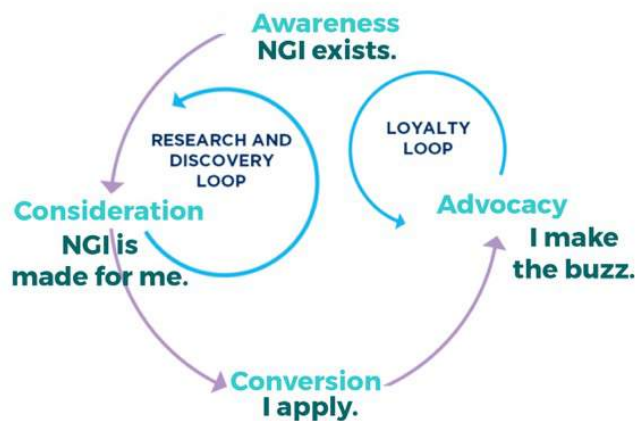 Awareness
NGI exists.
RESEARCH AND
DISCOVERY
LOOP
LOYALTY
LOOP
Consideration
NGI is
made for me.
Advocacy
I make
the buzz.
Conversion
I apply.